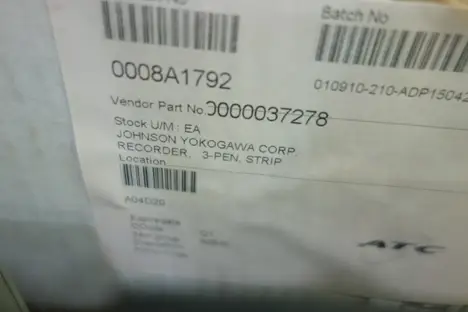 Batch No
0008A1792
010910-210-ADP15042
Vendor Part No.
0000037278
Stock U/M : EA
JOHNSON YOKOGAWA CORP.
RECORDER, 3-PEN, STRIP
Location
A04D20
ATC